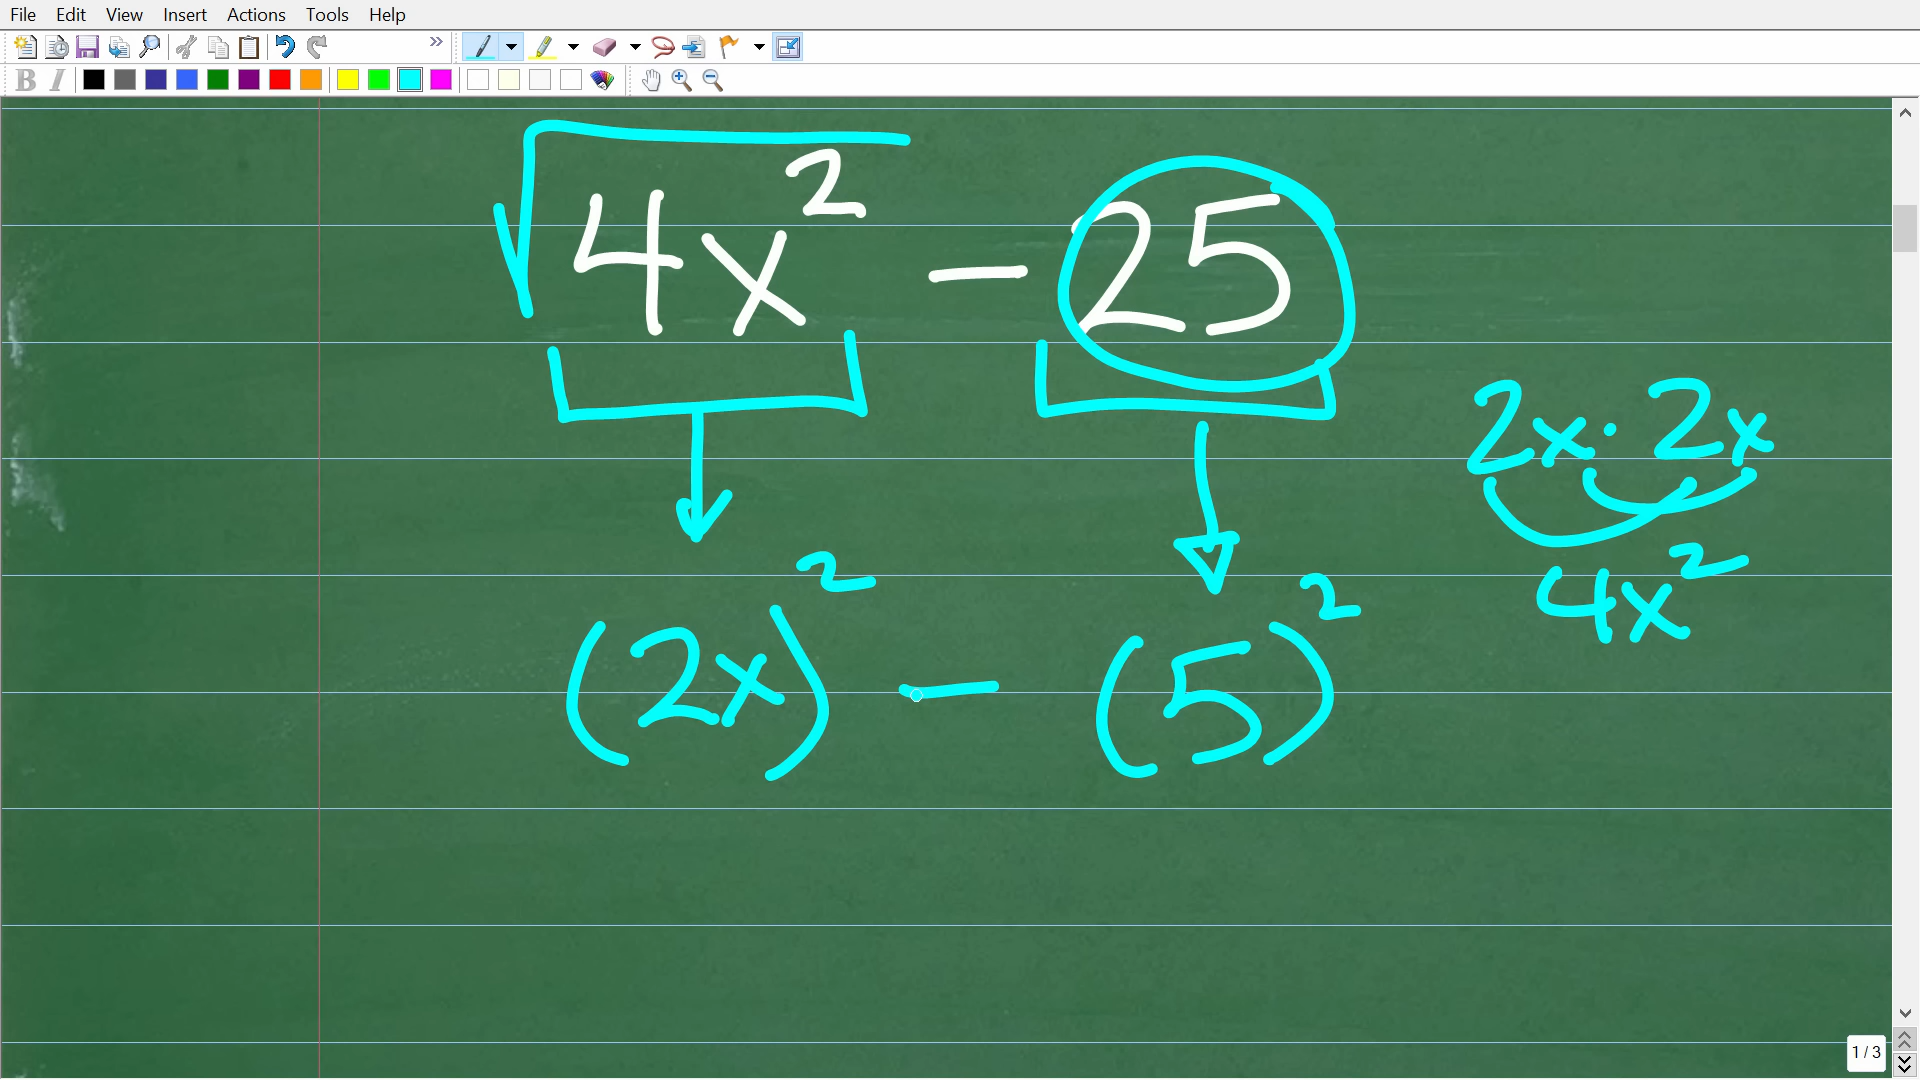 File Edit View Insert Actions Tools Help
B I
√4x² - 25
2x · 2x
4x²
(2x)² - (5)²
1 / 3